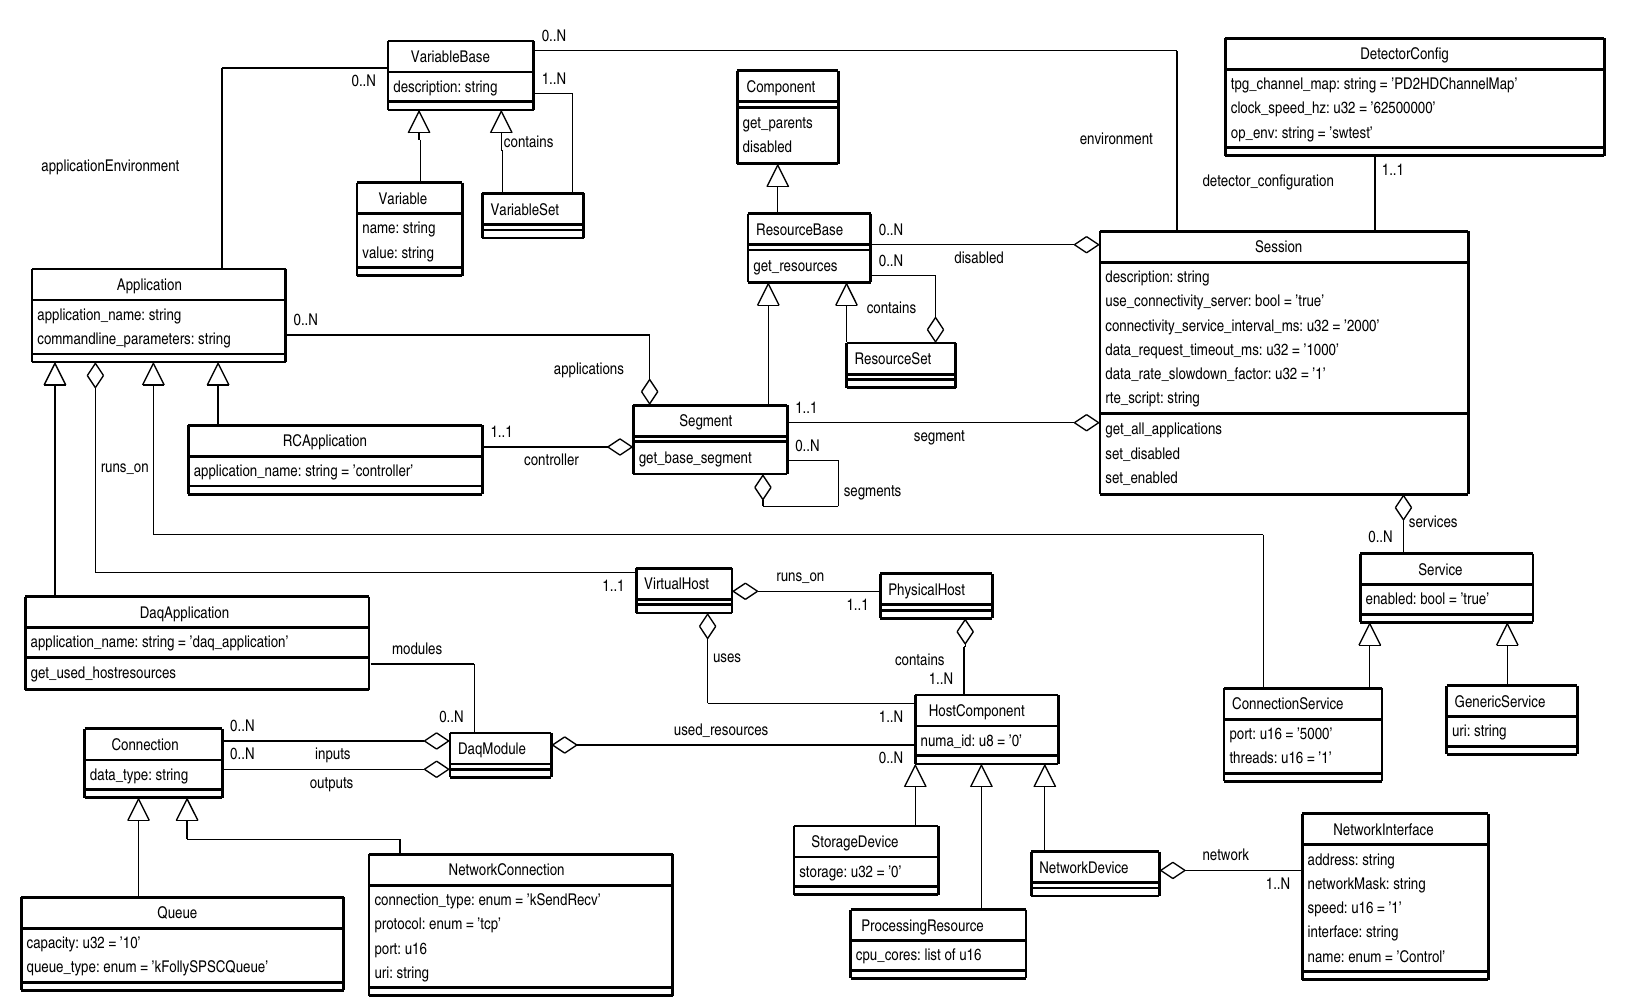 0..N
VariableBase
description: string
0..N
1..N
contains
applicationEnvironment
Variable
name: string
value: string
VariableSet
Component
get_parents
disabled
environment
DetectorConfig
tpg_channel_map: string = 'PD2HDChannelMap'
clock_speed_hz: u32 = '62500000'
op_env: string = 'swtest'
1..1
detector_configuration
ResourceBase
get_resources
0..N
disabled
0..N
contains
ResourceSet
Session
description: string
use_connectivity_server: bool = 'true'
connectivity_service_interval_ms: u32 = '2000'
data_request_timeout_ms: u32 = '1000'
data_rate_slowdown_factor: u32 = '1'
rte_script: string
get_all_applications
set_disabled
set_enabled
Application
application_name: string
commandline_parameters: string
0..N
applications
Segment
get_base_segment
1..1
segment
0..N
segments
RCApplication
application_name: string = 'controller'
1..1
controller
runs_on
services
0..N
Service
enabled: bool = 'true'
1..1
VirtualHost
runs_on
1..1
PhysicalHost
DaqApplication
application_name: string = 'daq_application'
get_used_hostresources
modules
uses
contains
1..N
0..N
1..N
HostComponent
numa_id: u8 = '0'
ConnectionService
port: u16 = '5000'
threads: u16 = '1'
GenericService
uri: string
Connection
data_type: string
0..N
inputs
0..N
outputs
DaqModule
used_resources
0..N
StorageDevice
storage: u32 = '0'
NetworkDevice
network
1..N
NetworkInterface
address: string
networkMask: string
speed: u16 = '1'
interface: string
name: enum = 'Control'
Queue
capacity: u32 = '10'
queue_type: enum = 'kFollySPSCQueue'
NetworkConnection
connection_type: enum = 'kSendRecv'
protocol: enum = 'tcp'
port: u16
uri: string
ProcessingResource
cpu_cores: list of u16